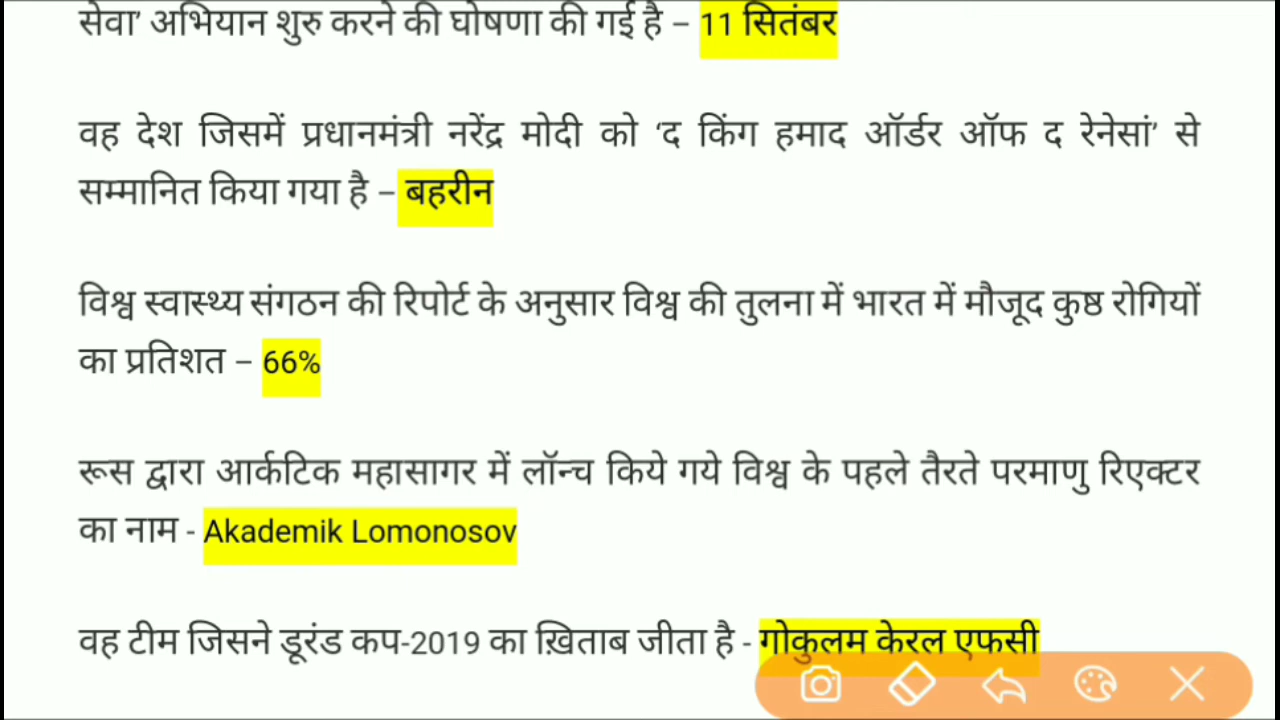 सेवा' अभियान शुरु करने की घोषणा की गई है – 11 सितंबर
वह देश जिसमें प्रधानमंत्री नरेंद्र मोदी को 'द किंग हमाद ऑर्डर ऑफ द रेनेसां' से
सम्मानित किया गया है – बहरीन
विश्व स्वास्थ्य संगठन की रिपोर्ट के अनुसार विश्व की तुलना में भारत में मौजूद कुष्ठ रोगियों
का प्रतिशत – 66%
रूस द्वारा आर्कटिक महासागर में लॉन्च किये गये विश्व के पहले तैरते परमाणु रिएक्टर
का नाम - Akademik Lomonosov
वह टीम जिसने डूरंड कप-2019 का ख़िताब जीता है - गोकुलम केरल एफसी